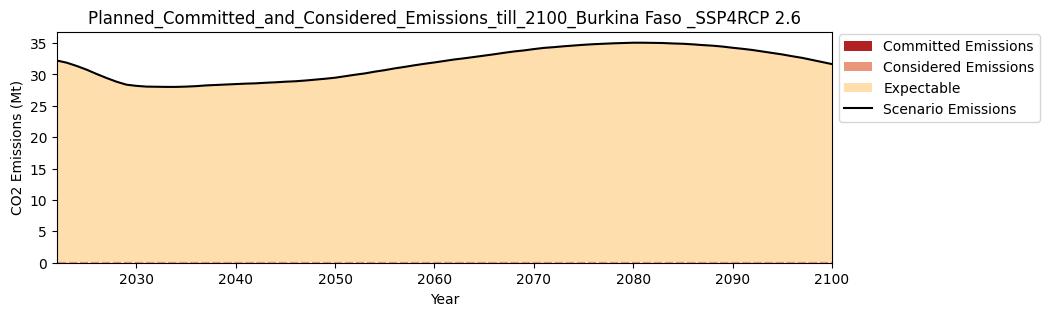 Planned_Committed_and_Considered_Emissions_till_2100_Burkina Faso _SSP4RCP 2.6
CO2 Emissions (Mt)
35
30
25
20
15
10
5
0
2030 2040 2050 2060 2070 2080 2090 2100
Year
Committed Emissions
Considered Emissions
Expectable
Scenario Emissions